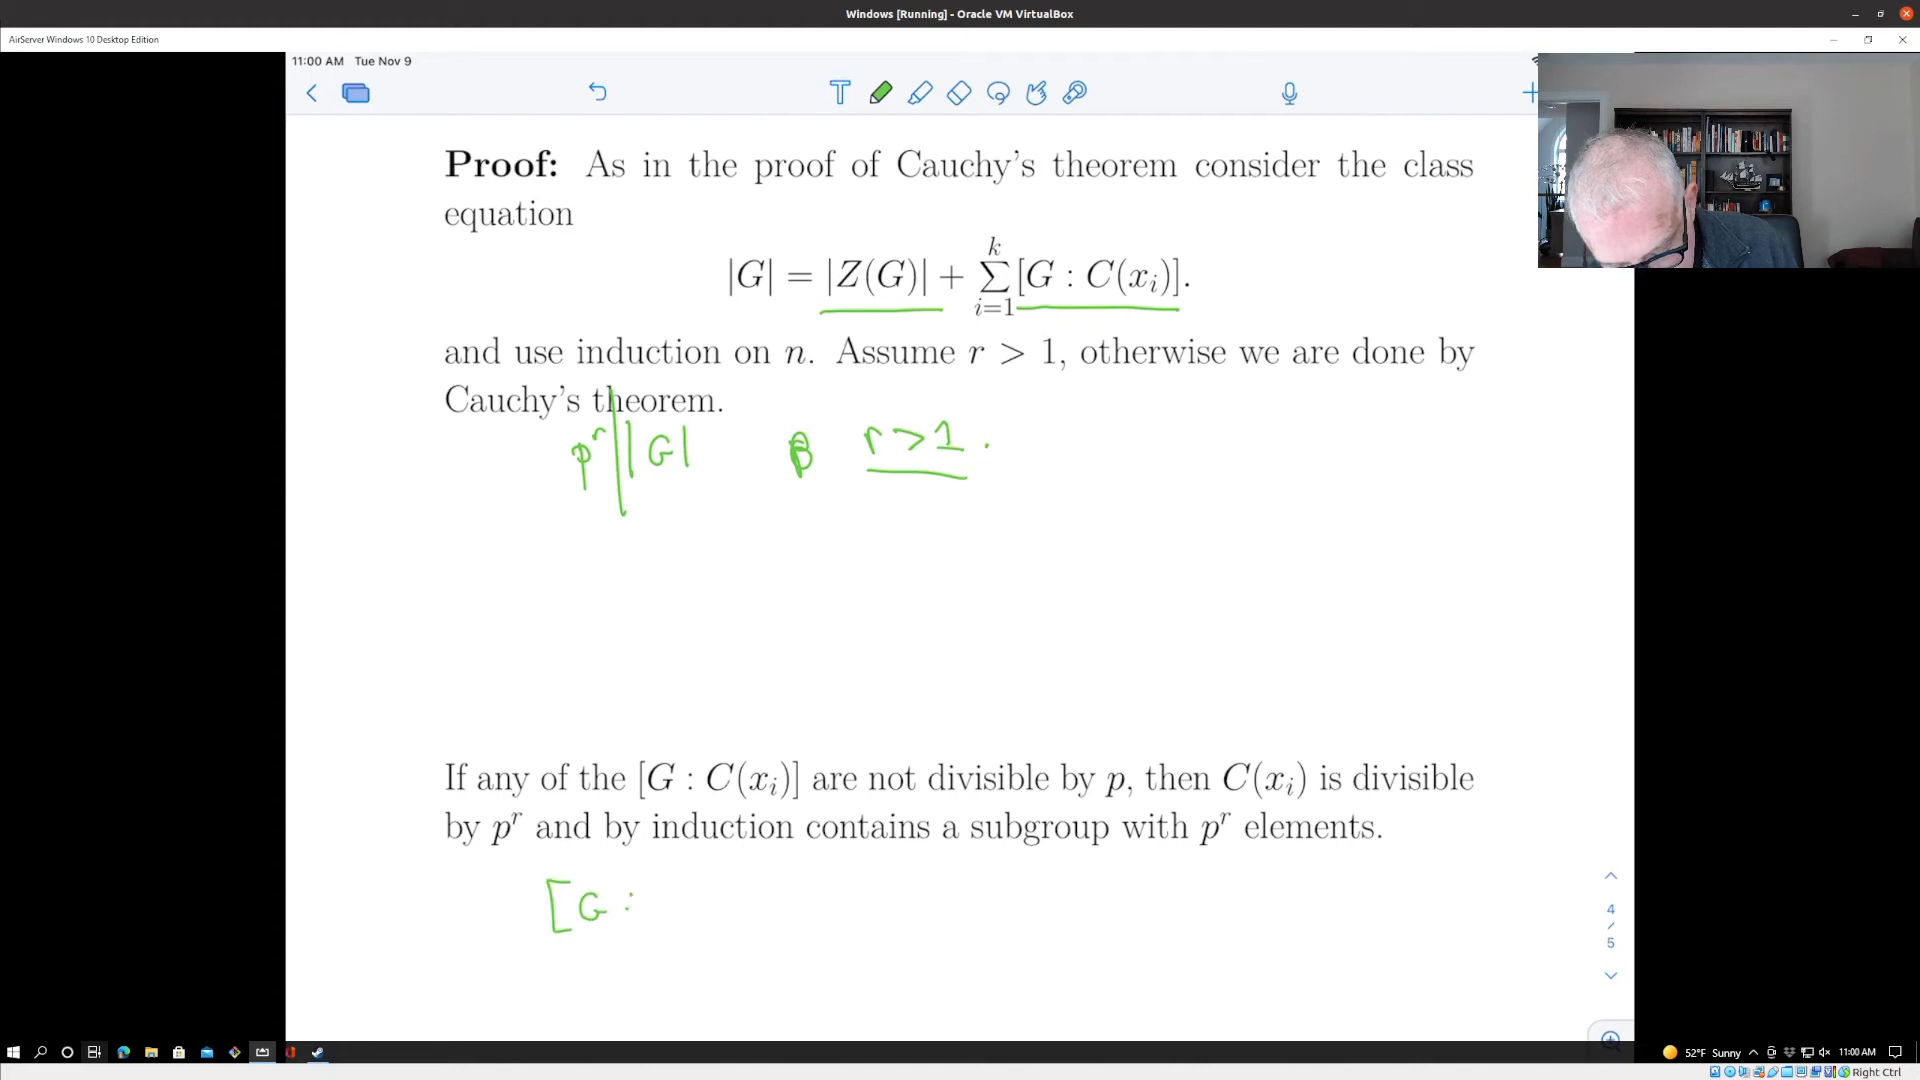 Windows [Running] - Oracle VM VirtualBox
AirServer Windows 10 Desktop Edition
11:00 AM Tue Nov 9
Proof: As in the proof of Cauchy's theorem consider the class
equation
|G| = |Z(G)| + \sum_{i=1}^{k} [G : C(x_i)].
and use induction on n. Assume r > 1, otherwise we are done by
Cauchy's theorem.
p^r | |G| r > 1.
If any of the [G : C(x_i)] are not divisible by p, then C(x_i) is divisible
by p^r and by induction contains a subgroup with p^r elements.
[G :
4
/
5
52°F Sunny 11:00 AM
Right Ctrl